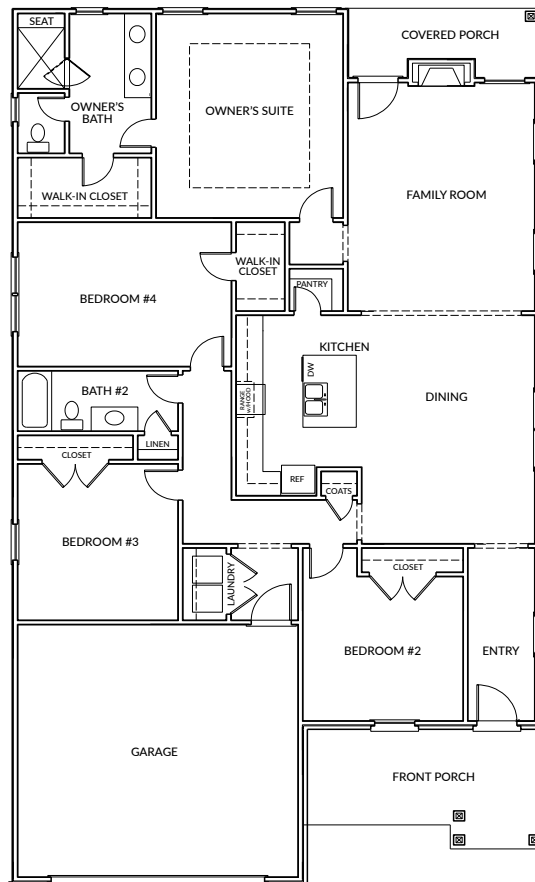 SEAT
COVERED PORCH
OWNER'S
BATH
OWNER'S SUITE
WALK-IN CLOSET
FAMILY ROOM
WALK-IN
CLOSET
BEDROOM #4
PANTRY
KITCHEN
DW
BATH #2
RANGE
w/HOOD
DINING
LINEN
CLOSET
REF
COATS
BEDROOM #3
LAUNDRY
CLOSET
BEDROOM #2
ENTRY
GARAGE
FRONT PORCH